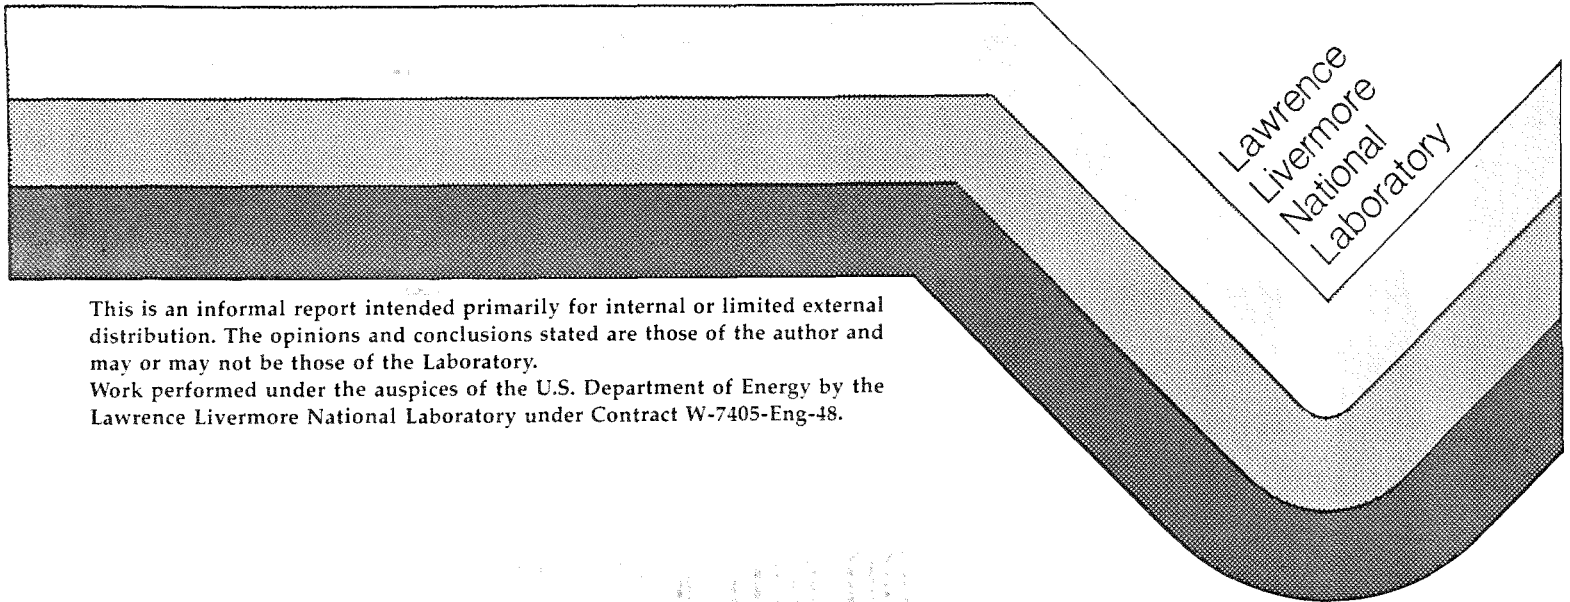 Lawrence
Livermore
National
Laboratory
This is an informal report intended primarily for internal or limited external
distribution. The opinions and conclusions stated are those of the author and
may or may not be those of the Laboratory.
Work performed under the auspices of the U.S. Department of Energy by the
Lawrence Livermore National Laboratory under Contract W-7405-Eng-48.